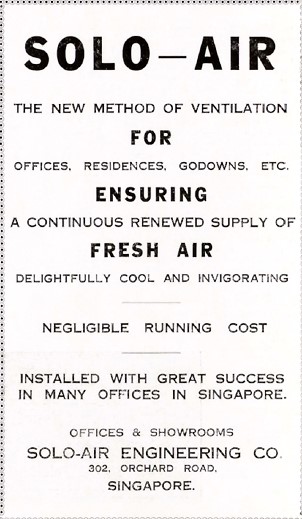 SOLO—AIR
THE NEW METHOD OF VENTILATION
FOR
OFFICES, RESIDENCES, GODOWNS, ETC.
ENSURING
A CONTINUOUS RENEWED SUPPLY OF
FRESH AIR
DELIGHTFULLY COOL AND INVIGORATING
NEGLIGIBLE RUNNING COST
INSTALLED WITH GREAT SUCCESS
IN MANY OFFICES IN SINGAPORE.
OFFICES & SHOWROOMS
SOLO-AIR ENGINEERING CO.
302, ORCHARD ROAD,
SINGAPORE.